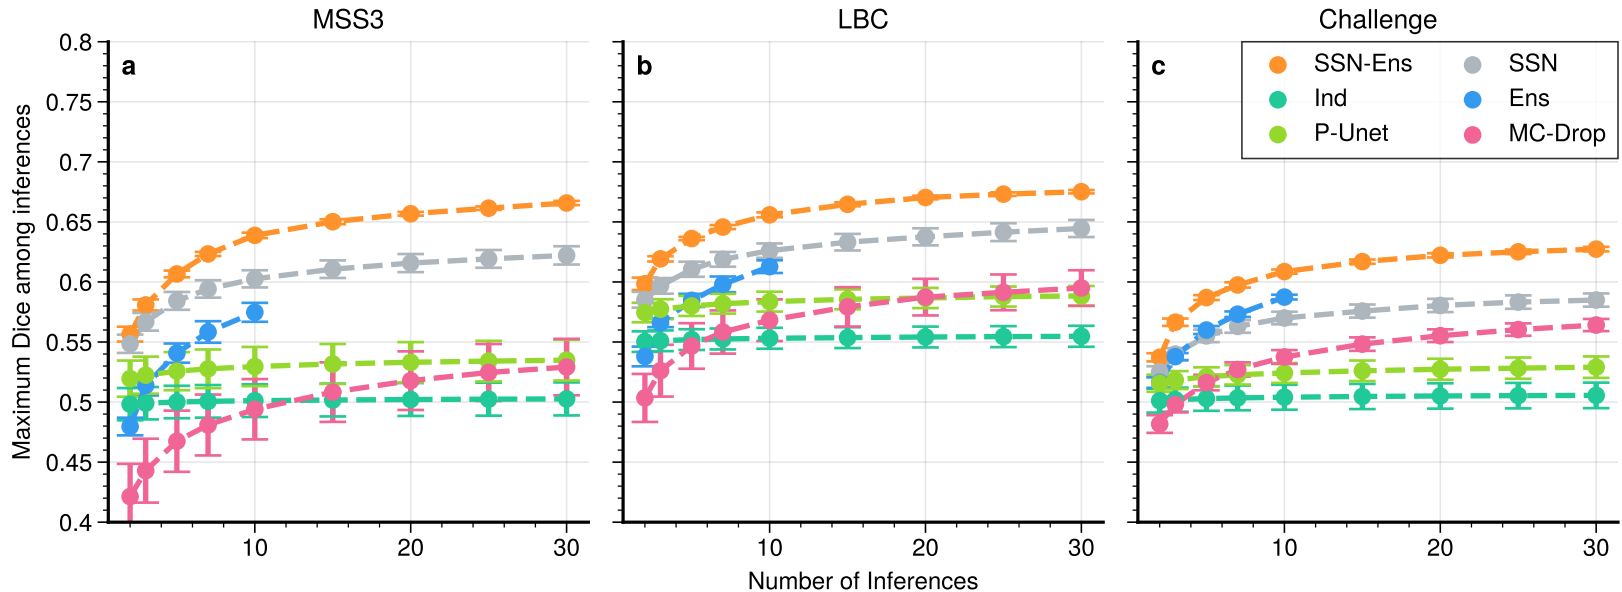 MSS3
LBC
Challenge
Maximum Dice among inferences
0.8
0.75
0.7
0.65
0.6
0.55
0.5
0.45
0.4
a
b
c
SSN-Ens
SSN
Ind
Ens
P-Unet
MC-Drop
10 20 30
10 20 30
10 20 30
Number of Inferences